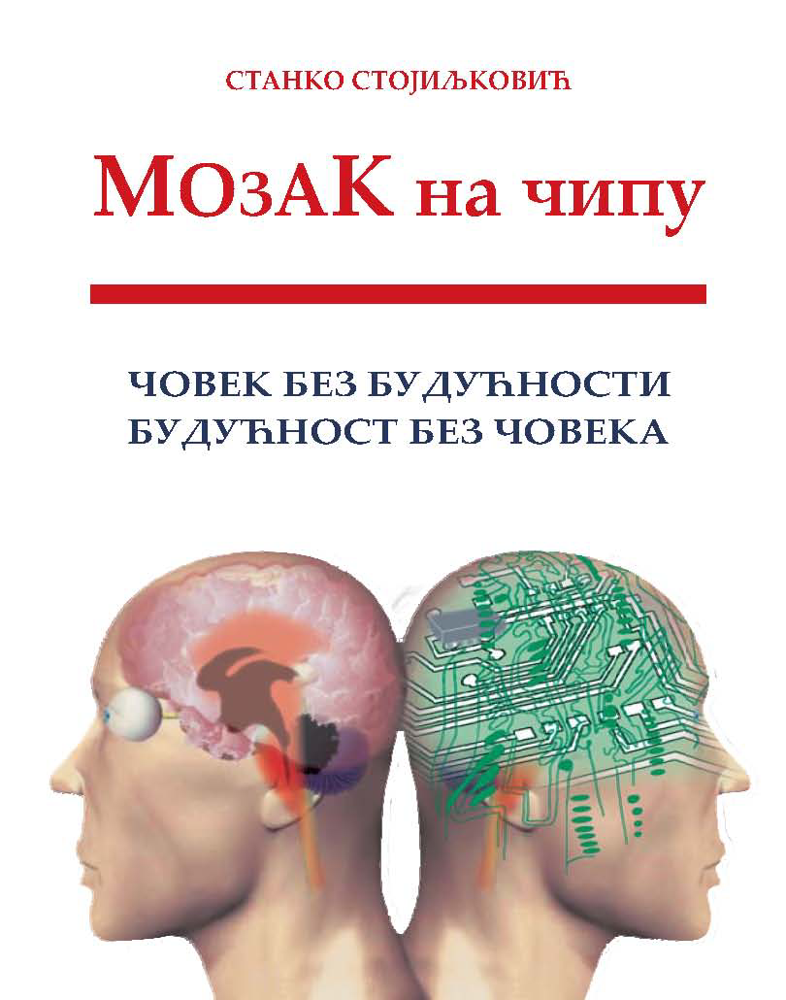 СТАНКО СТОЈИЉКОВИЋ
МОЗАК на чипу
ЧОВЕК БЕЗ БУДУЋНОСТИ
БУДУЋНОСТ БЕЗ ЧОВЕКА